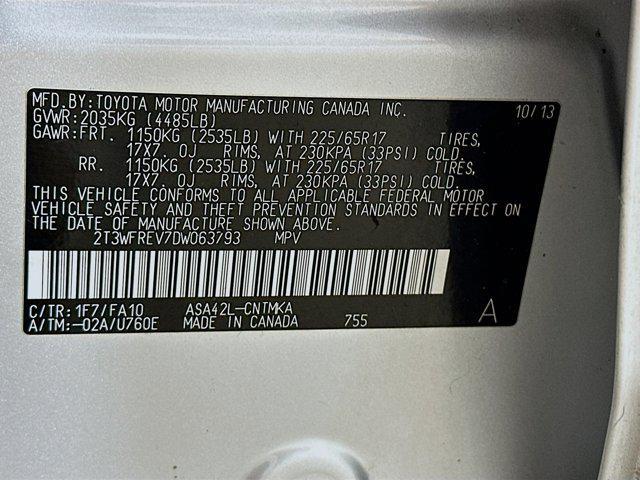 MFD.BY:TOYOTA MOTOR MANUFACTURING CANADA INC. 10/13
GVWR:2035KG (4485LB)
GAWR:FRT. 1150KG (2535LB) WITH 225/65R17 TIRES,
17X7 OJ RIMS, AT 230KPA (33PSI) COLD.
RR. 1150KG (2535LB) WITH 225/65R17 TIRES,
17X7 OJ RIMS, AT 230KPA (33PSI) COLD.
THIS VEHICLE CONFORMS TO ALL APPLICABLE FEDERAL MOTOR
VEHICLE SAFETY AND THEFT PREVENTION STANDARDS IN EFFECT ON
THE DATE OF MANUFACTURE SHOWN ABOVE.
2T3WFREV7DW063793 MPV
C/TR:1F7/FA10 ASA42L-CNTMKA
A/TM:-02A/U760E MADE IN CANADA 755 A